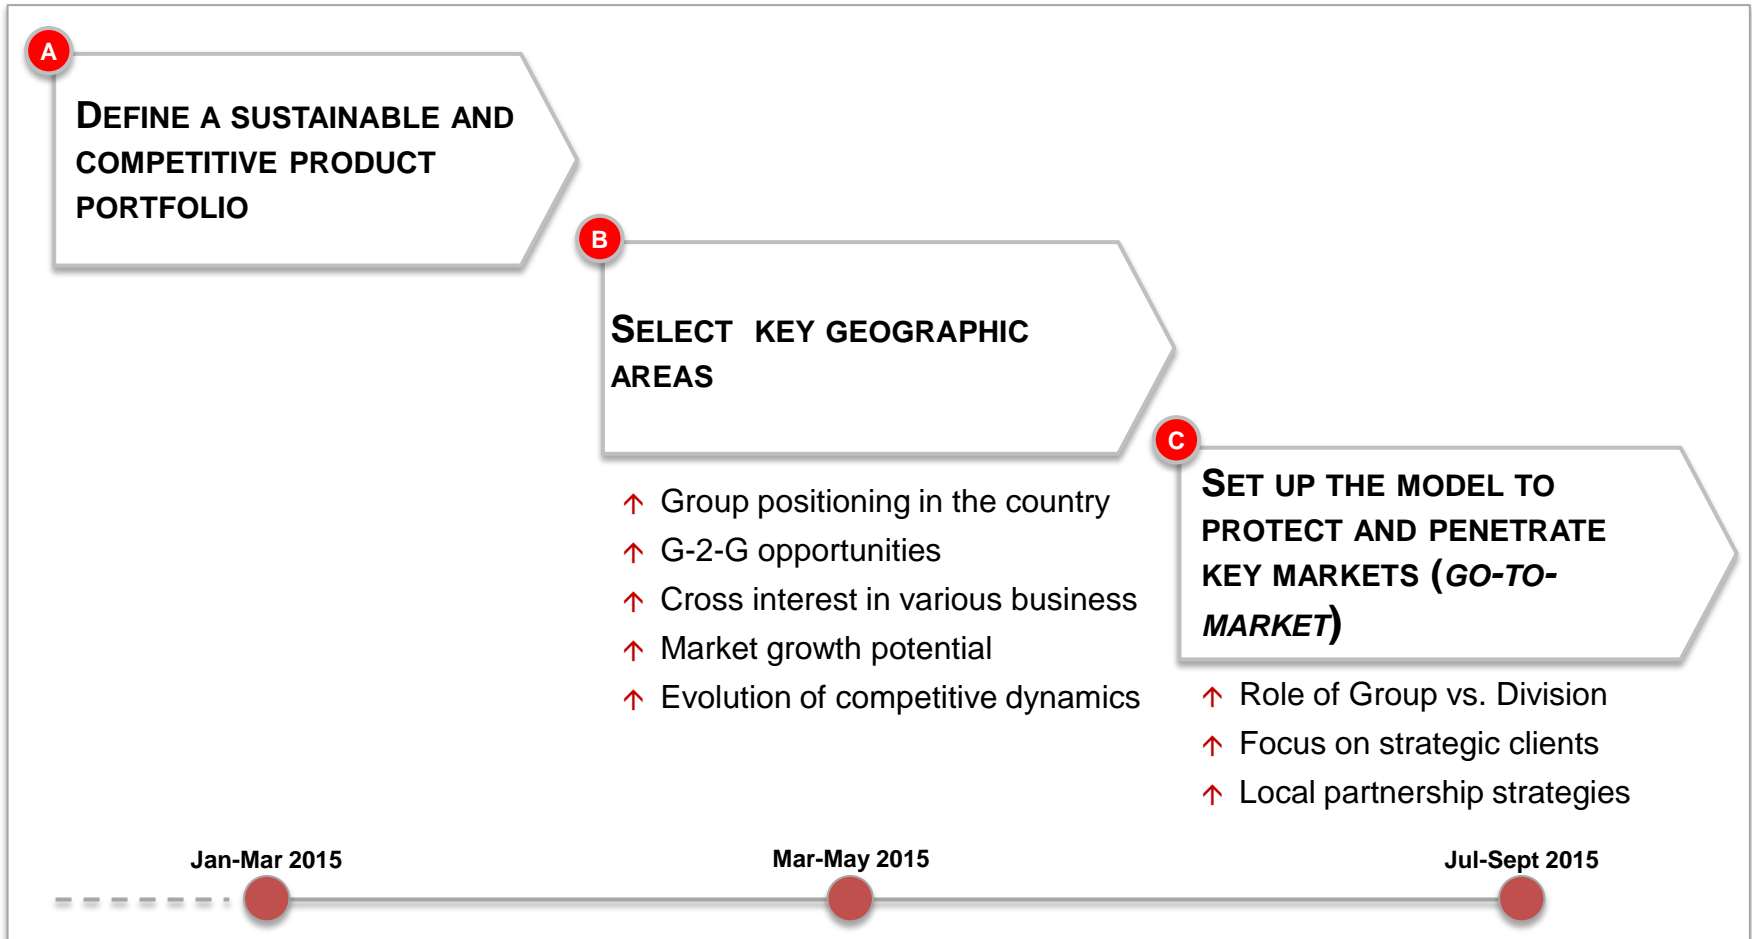 A
DEFINE A SUSTAINABLE AND
COMPETITIVE PRODUCT
PORTFOLIO
B
SELECT KEY GEOGRAPHIC
AREAS
↑ Group positioning in the country
↑ G-2-G opportunities
↑ Cross interest in various business
↑ Market growth potential
↑ Evolution of competitive dynamics
C
SET UP THE MODEL TO
PROTECT AND PENETRATE
KEY MARKETS (GO-TO-
MARKET)
↑ Role of Group vs. Division
↑ Focus on strategic clients
↑ Local partnership strategies
Jan-Mar 2015
Mar-May 2015
Jul-Sept 2015